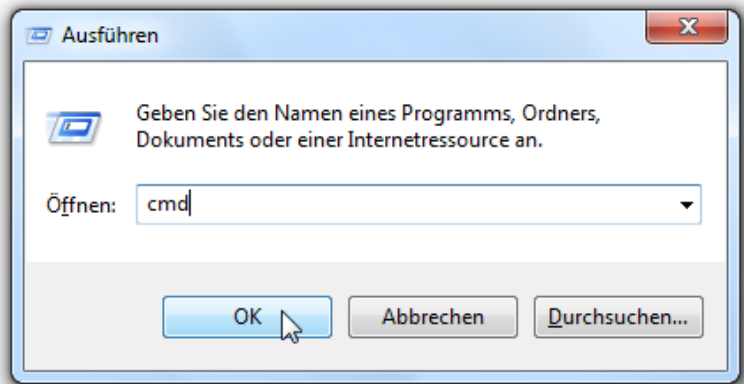 Ausführen
Geben Sie den Namen eines Programms, Ordners,
Dokuments oder einer Internetressource an.
Öffnen: cmd
OK Abbrechen Durchsuchen...